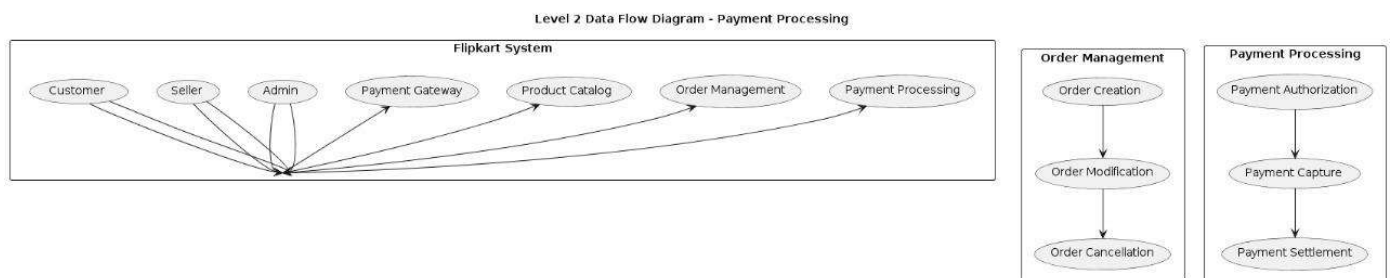 Level 2 Data Flow Diagram - Payment Processing
Flipkart System
Customer
Seller
Admin
Payment Gateway
Product Catalog
Order Management
Payment Processing
Order Management
Order Creation
Order Modification
Order Cancellation
Payment Processing
Payment Authorization
Payment Capture
Payment Settlement